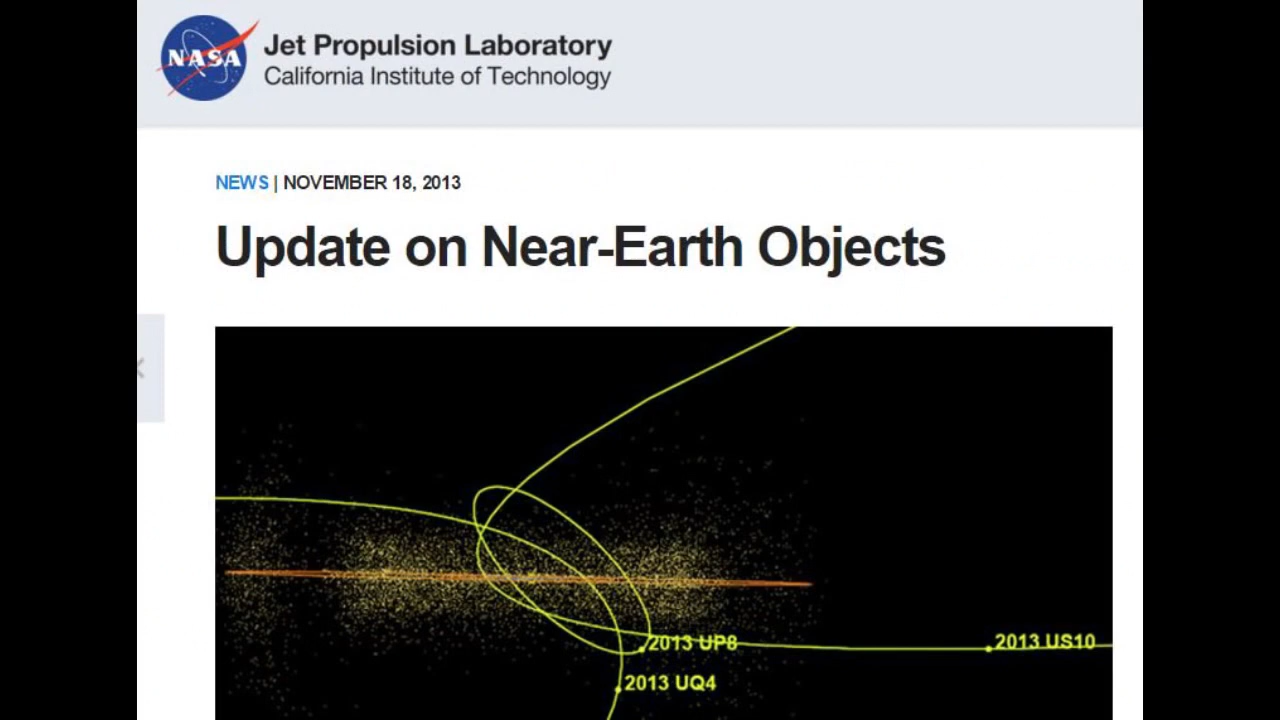 NASA
Jet Propulsion Laboratory
California Institute of Technology
NEWS | NOVEMBER 18, 2013
Update on Near-Earth Objects
2013 UP8
2013 US10
2013 UQ4